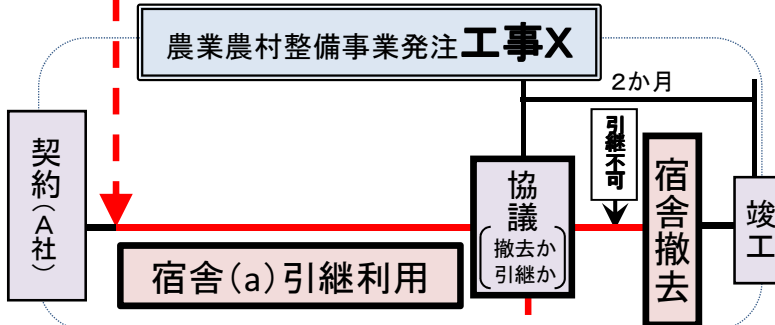 農業農村整備事業発注工事X
2か月
契約(A社)
引継不可
協議
(撤去か
引継か)
宿舎撤去
竣工
宿舎(a)引継利用